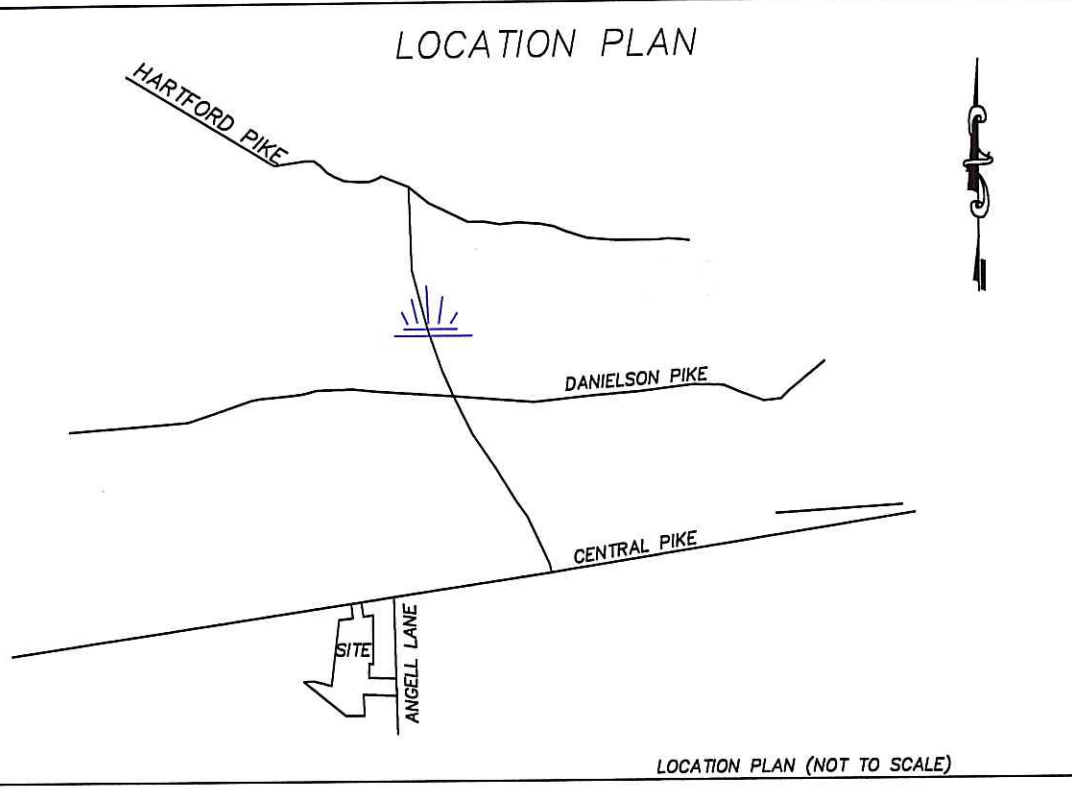 LOCATION PLAN
HARTFORD PIKE
DANIELSON PIKE
CENTRAL PIKE
SITE
ANGELL LANE
LOCATION PLAN (NOT TO SCALE)